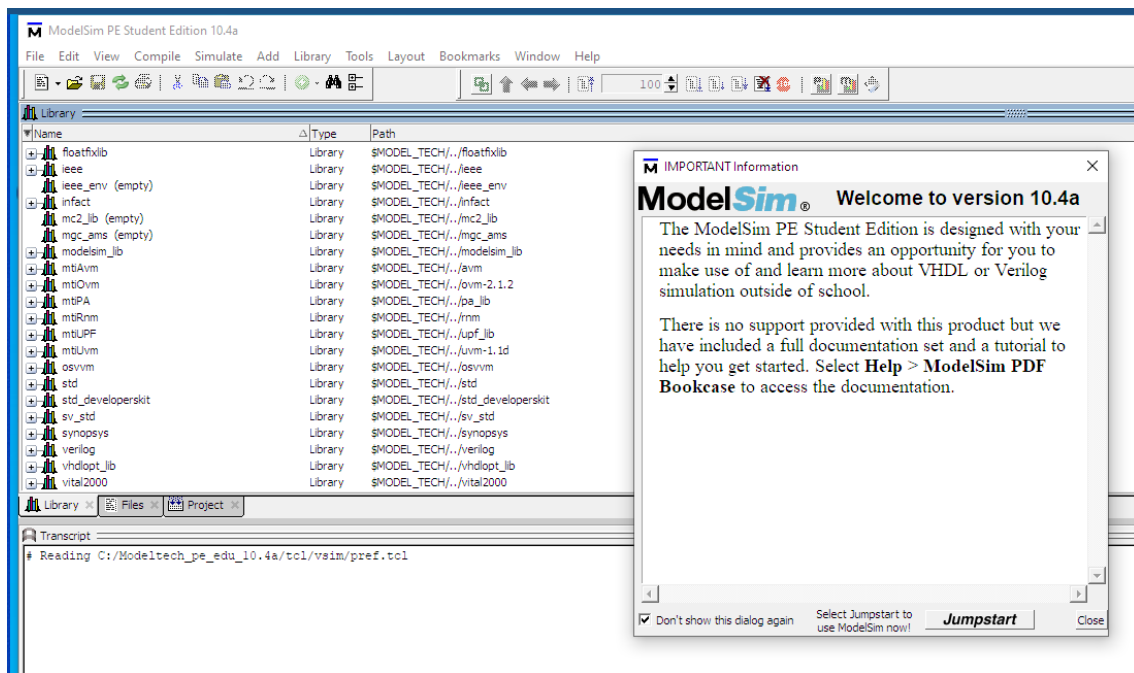 ModelSim PE Student Edition 10.4a
File Edit View Compile Simulate Add Library Tools Layout Bookmarks Window Help
100
Library
Name Type Path
floatfixlib Library $MODEL_TECH/../floatfixlib
ieee Library $MODEL_TECH/../ieee
ieee_env (empty) Library $MODEL_TECH/../ieee_env
infact Library $MODEL_TECH/../infact
mc2_lib (empty) Library $MODEL_TECH/../mc2_lib
mgc_ams (empty) Library $MODEL_TECH/../mgc_ams
modelsim_lib Library $MODEL_TECH/../modelsim_lib
mtiAvm Library $MODEL_TECH/../avm
mtiOvm Library $MODEL_TECH/../ovm-2.1.2
mtiPA Library $MODEL_TECH/../pa_lib
mtiRnm Library $MODEL_TECH/../rnm
mtiUPF Library $MODEL_TECH/../upf_lib
mtiUvm Library $MODEL_TECH/../uvm-1.1d
osvvm Library $MODEL_TECH/../osvvm
std Library $MODEL_TECH/../std
std_developerskit Library $MODEL_TECH/../std_developerskit
sv_std Library $MODEL_TECH/../sv_std
synopsys Library $MODEL_TECH/../synopsys
verilog Library $MODEL_TECH/../verilog
vhdlopt_lib Library $MODEL_TECH/../vhdlopt_lib
vital2000 Library $MODEL_TECH/../vital2000
Library Files Project
Transcript
# Reading C:/Modeltech_pe_edu_10.4a/tcl/vsim/pref.tcl
IMPORTANT Information
ModelSim® Welcome to version 10.4a
The ModelSim PE Student Edition is designed with your
needs in mind and provides an opportunity for you to
make use of and learn more about VHDL or Verilog
simulation outside of school.
There is no support provided with this product but we
have included a full documentation set and a tutorial to
help you get started. Select Help > ModelSim PDF
Bookcase to access the documentation.
Don't show this dialog again
Select Jumpstart to
use ModelSim now!
Jumpstart
Close